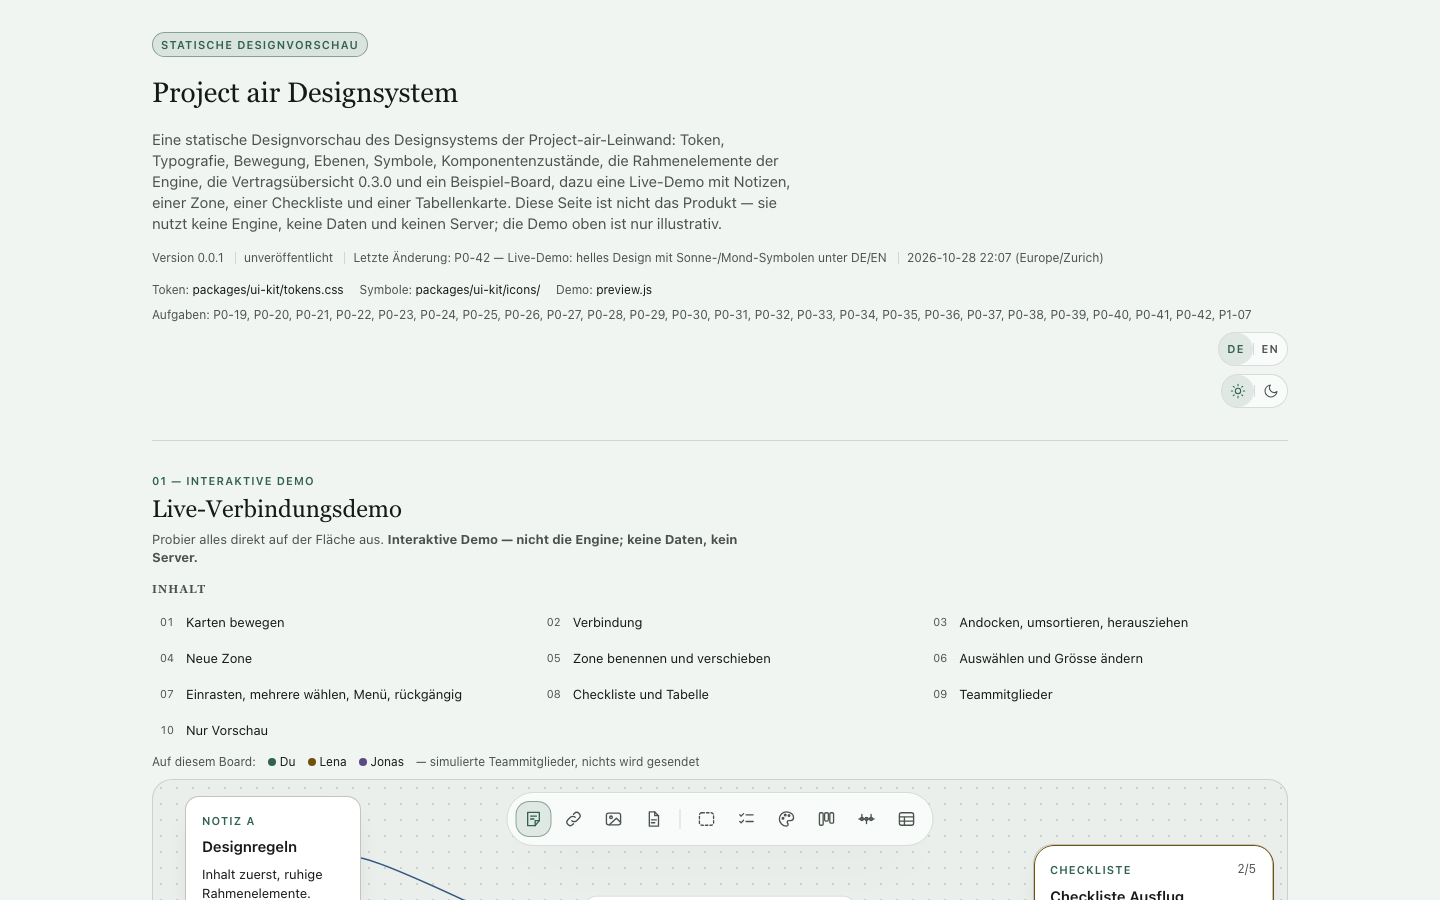 STATISCHE DESIGNVORSCHAU
Project air Designsystem
Eine statische Designvorschau des Designsystems der Project-air-Leinwand: Token,
Typografie, Bewegung, Ebenen, Symbole, Komponentenzustände, die Rahmenelemente der
Engine, die Vertragsübersicht 0.3.0 und ein Beispiel-Board, dazu eine Live-Demo mit Notizen,
einer Zone, einer Checkliste und einer Tabellenkarte. Diese Seite ist nicht das Produkt — sie
nutzt keine Engine, keine Daten und keinen Server; die Demo oben ist nur illustrativ.
Version 0.0.1 unveröffentlicht Letzte Änderung: P0-42 — Live-Demo: helles Design mit Sonne-/Mond-Symbolen unter DE/EN 2026-10-28 22:07 (Europe/Zurich)
Token: packages/ui-kit/tokens.css Symbole: packages/ui-kit/icons/ Demo: preview.js
Aufgaben: P0-19, P0-20, P0-21, P0-22, P0-23, P0-24, P0-25, P0-26, P0-27, P0-28, P0-29, P0-30, P0-31, P0-32, P0-33, P0-34, P0-35, P0-36, P0-37, P0-38, P0-39, P0-40, P0-41, P0-42, P1-07
DE EN
01 — INTERAKTIVE DEMO
Live-Verbindungsdemo
Probier alles direkt auf der Fläche aus. Interaktive Demo — nicht die Engine; keine Daten, kein
Server.
INHALT
01 Karten bewegen
02 Verbindung
03 Andocken, umsortieren, herausziehen
04 Neue Zone
05 Zone benennen und verschieben
06 Auswählen und Grösse ändern
07 Einrasten, mehrere wählen, Menü, rückgängig
08 Checkliste und Tabelle
09 Teammitglieder
10 Nur Vorschau
Auf diesem Board: Du Lena Jonas — simulierte Teammitglieder, nichts wird gesendet
NOTIZ A
Designregeln
Inhalt zuerst, ruhige
Rahmenelemente.
CHECKLISTE 2/5
Checkliste Ausflug